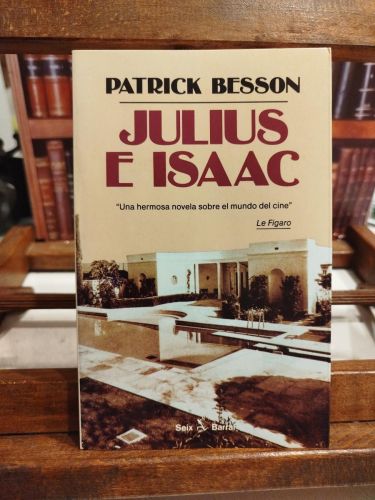 PATRICK BESSON
JULIUS
E ISAAC
"Una hermosa novela sobre el mundo del cine"
Le Figaro
Seix Barral